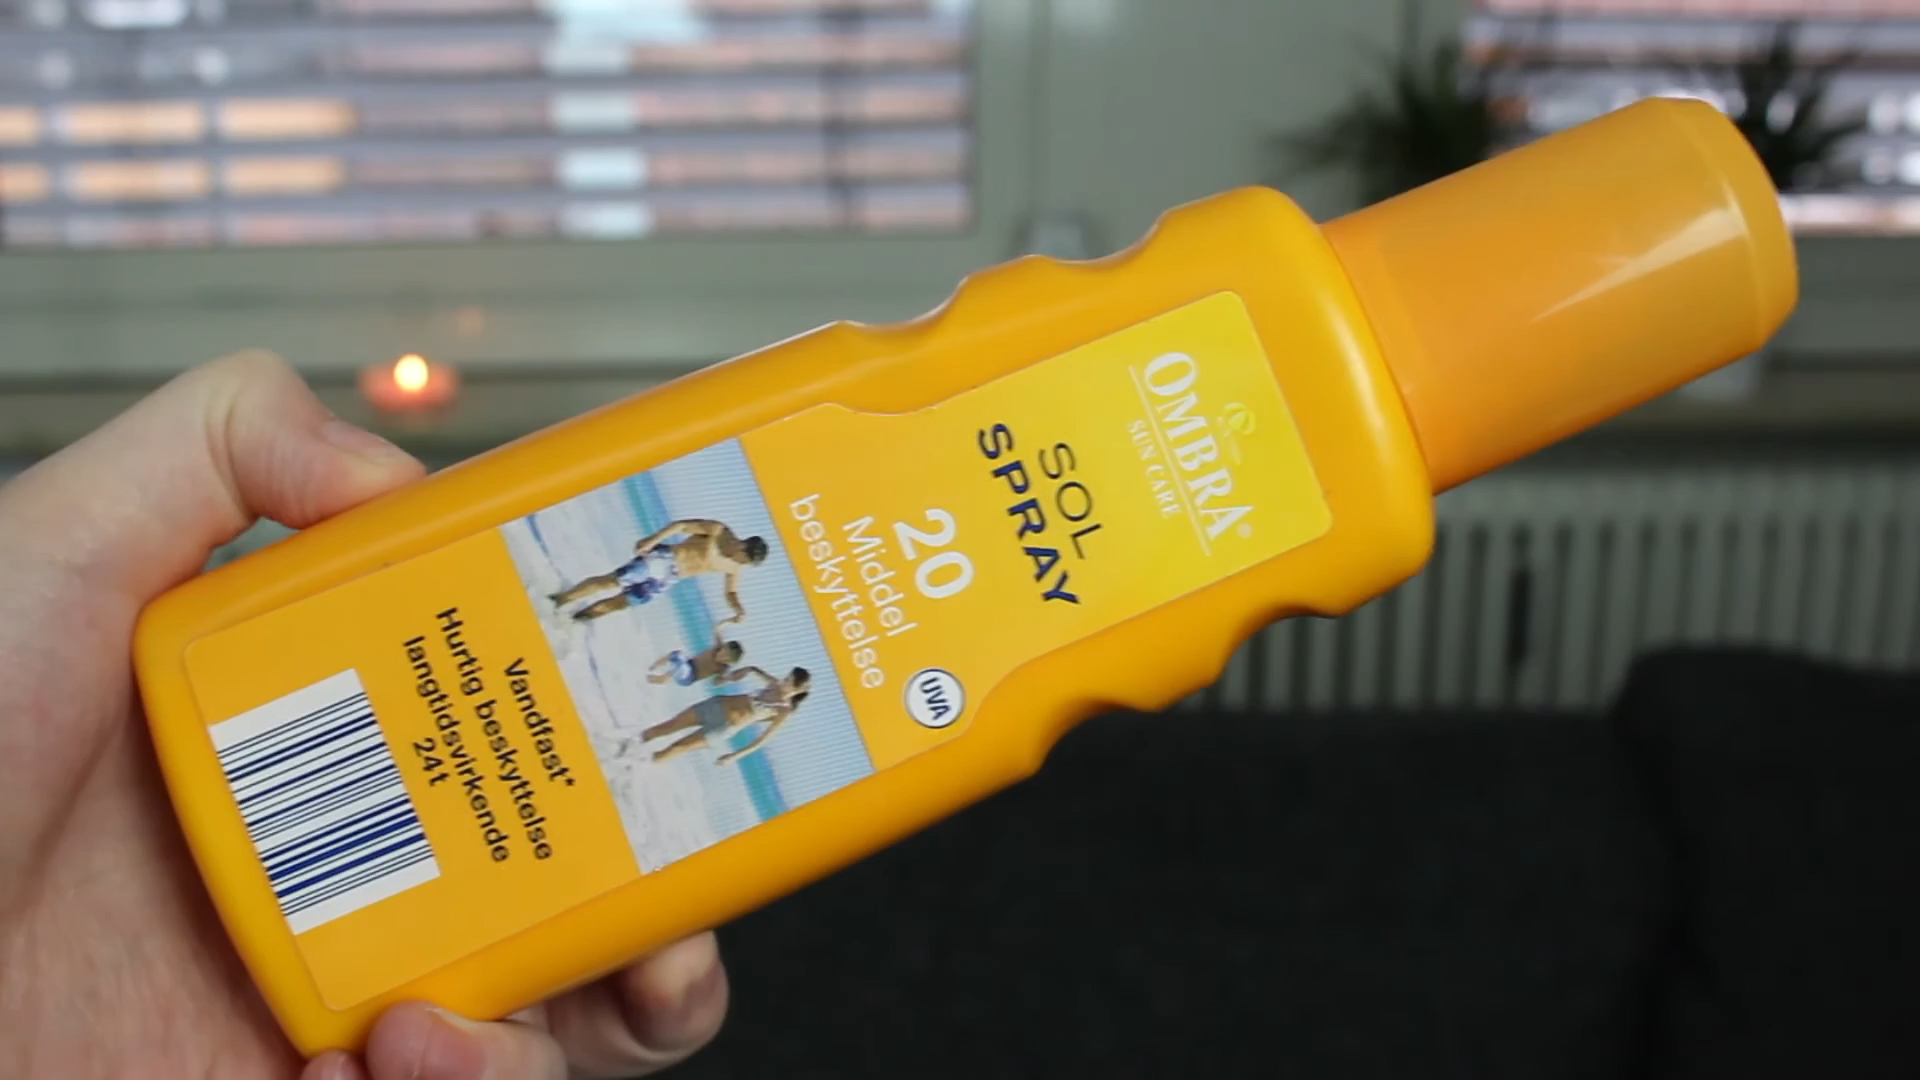 OMBRA®
SUN CARE
SOL
SPRAY
20
Middel
beskyttelse
UVA
Vandfast*
Hurtig beskyttelse
langtidsvirkende
24t